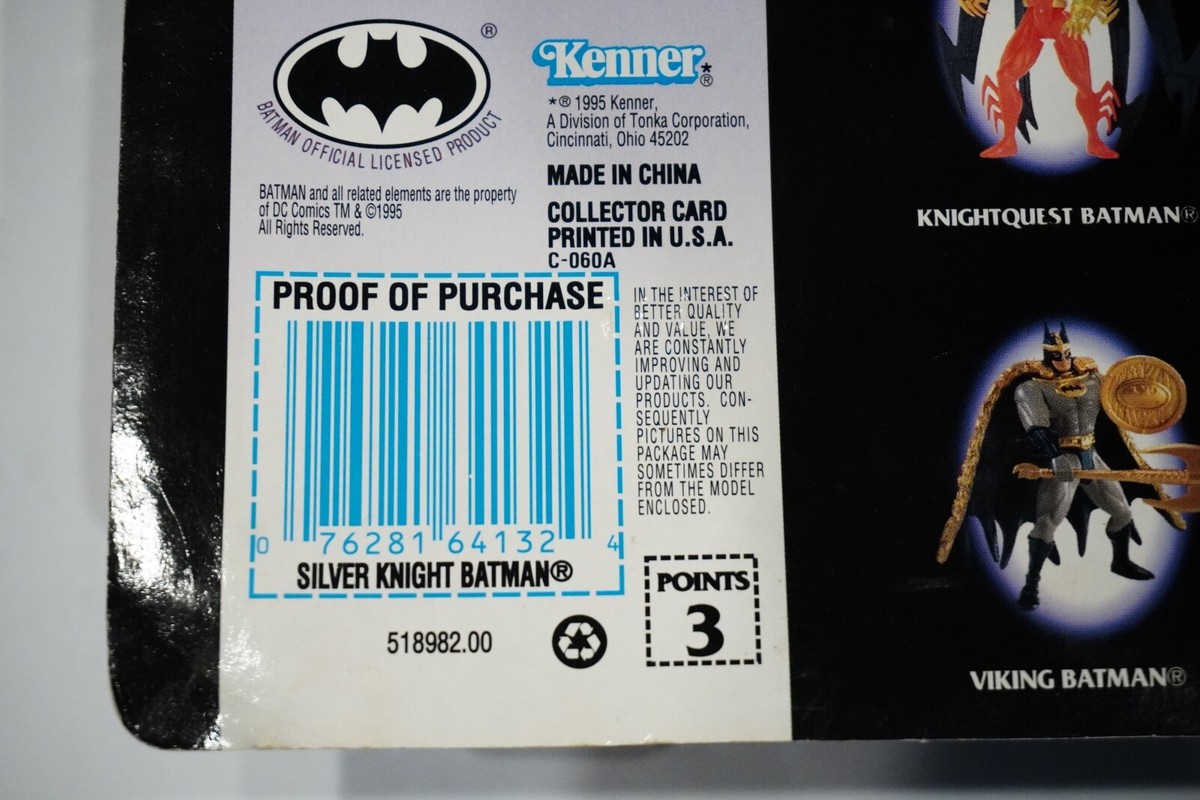 ®
BATMAN OFFICIAL LICENSED PRODUCT
BATMAN and all related elements are the property
of DC Comics TM & ©1995
All Rights Reserved.
Kenner*®
*® 1995 Kenner,
A Division of Tonka Corporation,
Cincinnati, Ohio 45202
MADE IN CHINA
COLLECTOR CARD
PRINTED IN U.S.A.
C-060A
PROOF OF PURCHASE
0 76281 64132 4
SILVER KNIGHT BATMAN®
518982.00
IN THE INTEREST OF
BETTER QUALITY
AND VALUE, WE
ARE CONSTANTLY
IMPROVING AND
UPDATING OUR
PRODUCTS. CON-
SEQUENTLY
PICTURES ON THIS
PACKAGE MAY
SOMETIMES DIFFER
FROM THE MODEL
ENCLOSED.
POINTS
3
KNIGHTQUEST BATMAN®
VIKING BATMAN®